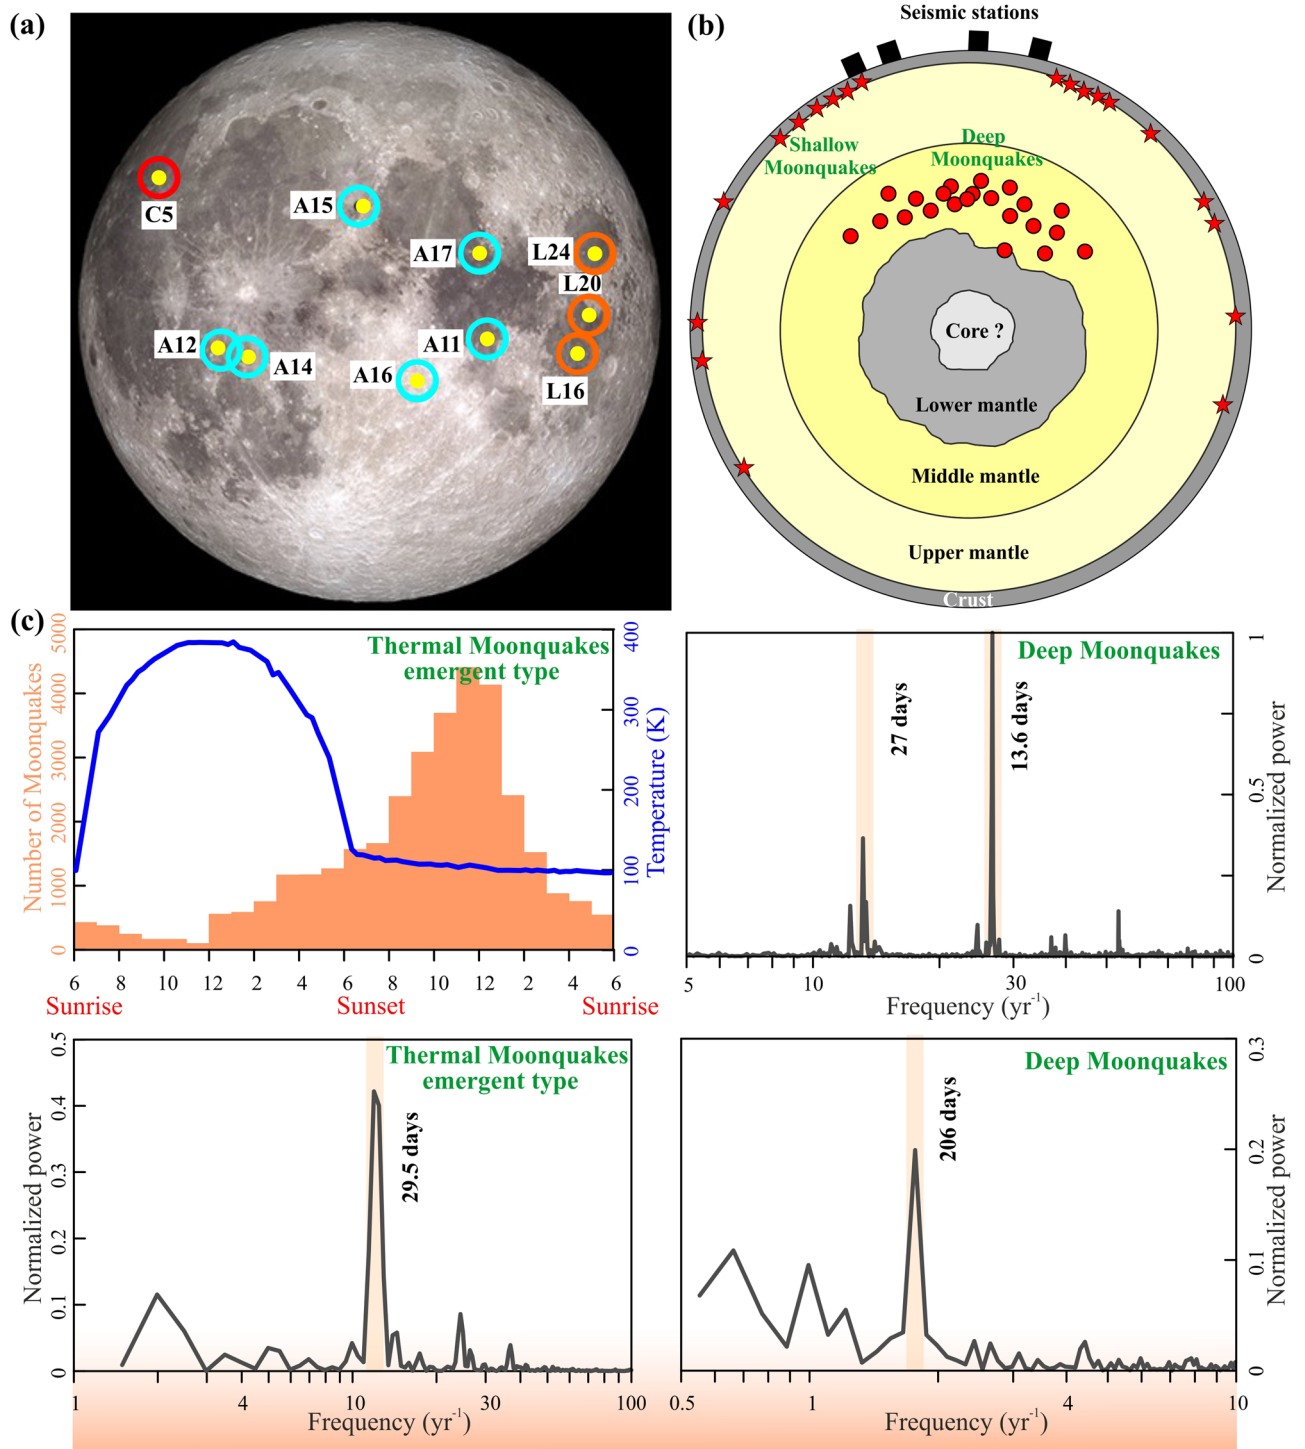 (a)
C5
A15
A17
L24
L20
A12
A14
A11
A16
L16
(b)
Seismic stations
Shallow
Moonquakes
Deep
Moonquakes
Core ?
Lower mantle
Middle mantle
Upper mantle
Crust
(c)
Thermal Moonquakes
emergent type
Number of Moonquakes
0
1000
2000
3000
4000
5000
Temperature (K)
0
100
200
300
400
6 8 10 12 2 4 6 8 10 12 2 4 6
Sunrise Sunset Sunrise
Deep Moonquakes
27 days
13.6 days
Normalized power
0
0.5
1
5 10 30 100
Frequency (yr-1)
Thermal Moonquakes
emergent type
29.5 days
Normalized power
0
0.1
0.2
0.3
0.4
0.5
1 4 10 30 100
Frequency (yr-1)
Deep Moonquakes
206 days
Normalized power
0
0.1
0.2
0.3
0.5 1 2 4 10
Frequency (yr-1)